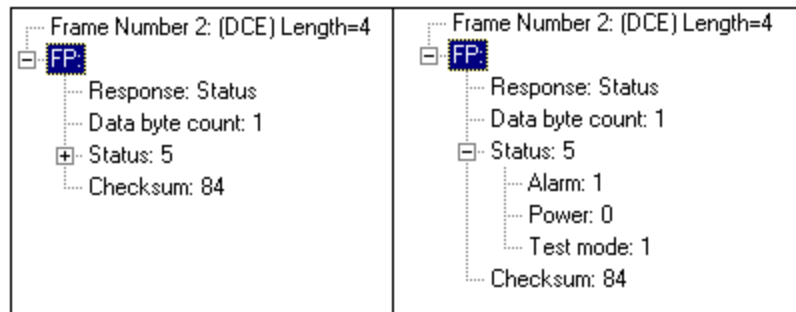 Frame Number 2: (DCE) Length=4
FP:
Response: Status
Data byte count: 1
Status: 5
Checksum: 84
Frame Number 2: (DCE) Length=4
FP:
Response: Status
Data byte count: 1
Status: 5
Alarm: 1
Power: 0
Test mode: 1
Checksum: 84